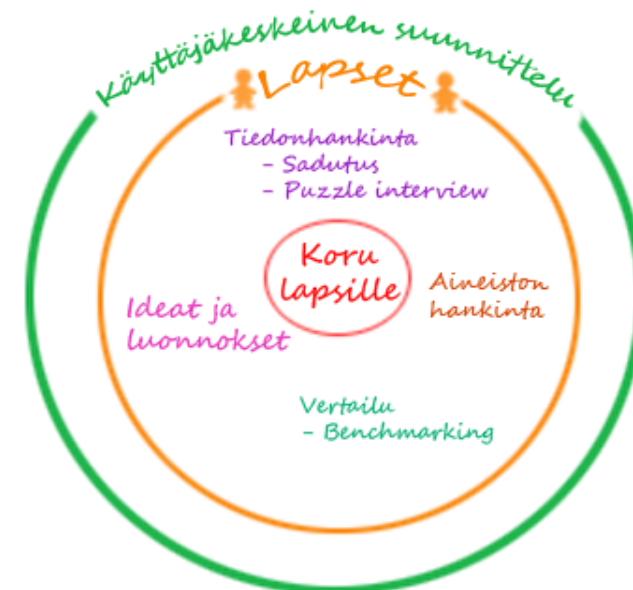 Käyttäjäkeskeinen suunnittelu
Lapset
Tiedonhankinta
- Sadutus
- Puzzle interview
Koru
lapsille
Aineiston
hankinta
Ideat ja
luonnokset
Vertailu
- Benchmarking